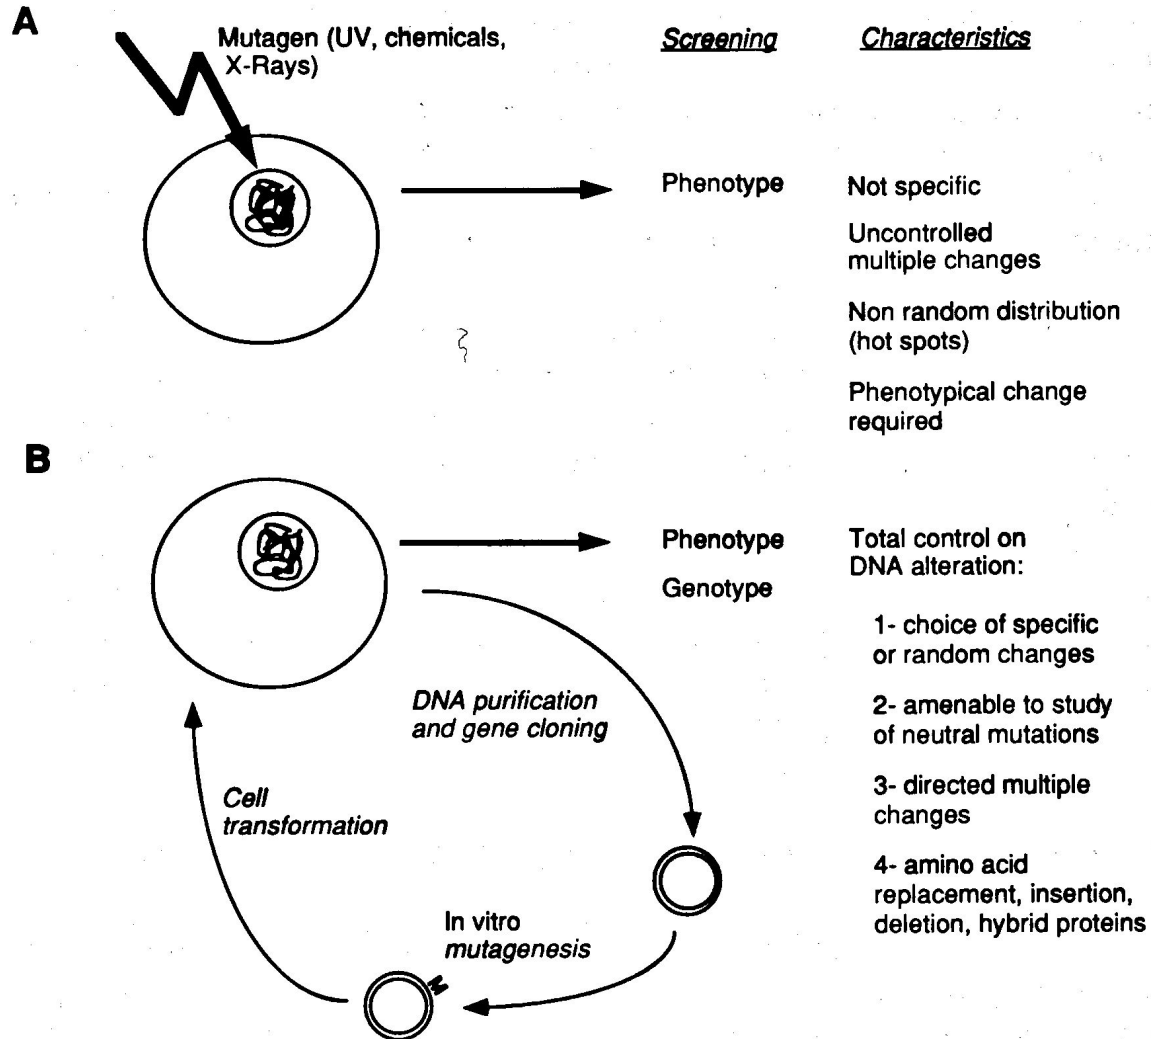 A
Mutagen (UV, chemicals,
X-Rays)
Screening
Characteristics
Phenotype
Not specific
Uncontrolled
multiple changes
Non random distribution
(hot spots)
Phenotypical change
required
B
Phenotype
Genotype
Total control on
DNA alteration:
1- choice of specific
or random changes
2- amenable to study
of neutral mutations
3- directed multiple
changes
4- amino acid
replacement, insertion,
deletion, hybrid proteins
DNA purification
and gene cloning
Cell
transformation
In vitro
mutagenesis
M